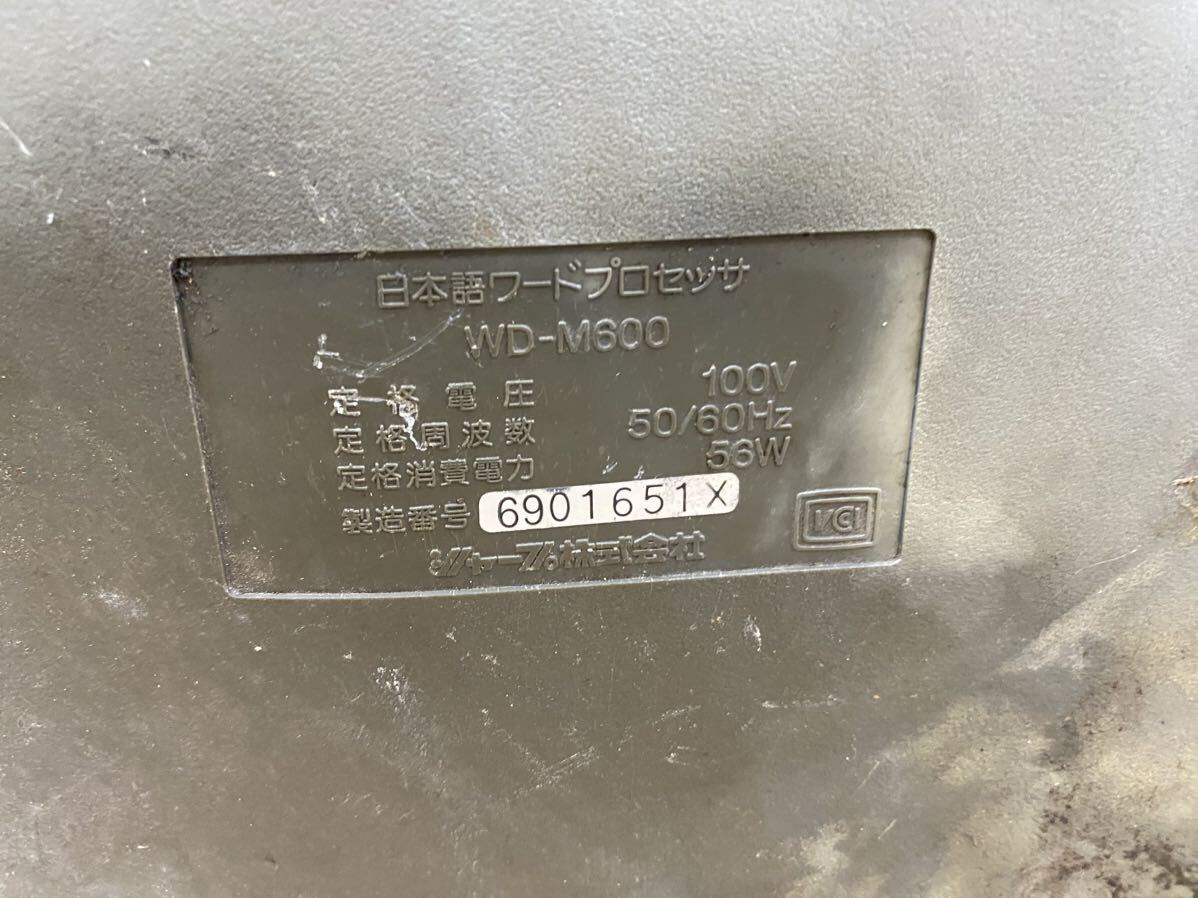 日本語ワードプロセッサ
WD-M600
定格電圧 100V
定格周波数 50/60Hz
定格消費電力 56W
製造番号 6901651X
シャープ株式会社
VCI